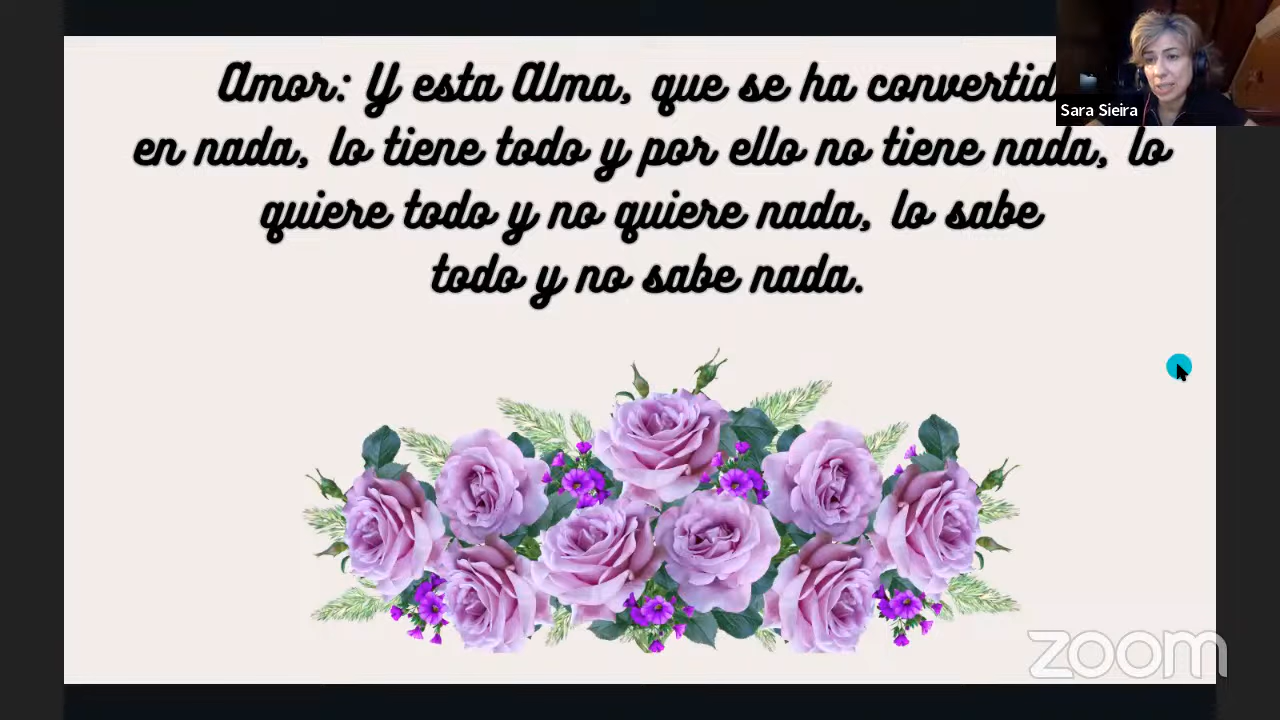 Amor: Y esta Alma, que se ha convertid
en nada, lo tiene todo y por ello no tiene nada, lo
quiere todo y no quiere nada, lo sabe
todo y no sabe nada.
Sara Sieira
zoom